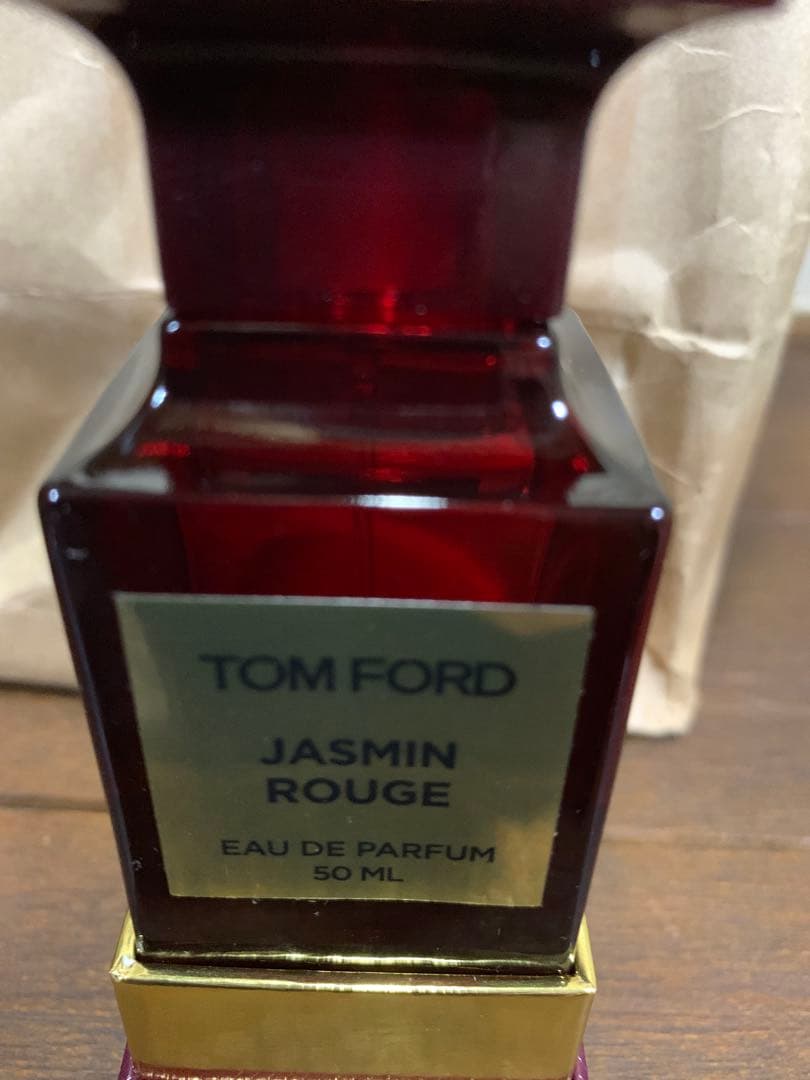 TOM FORD
JASMIN
ROUGE
EAU DE PARFUM
50 ML